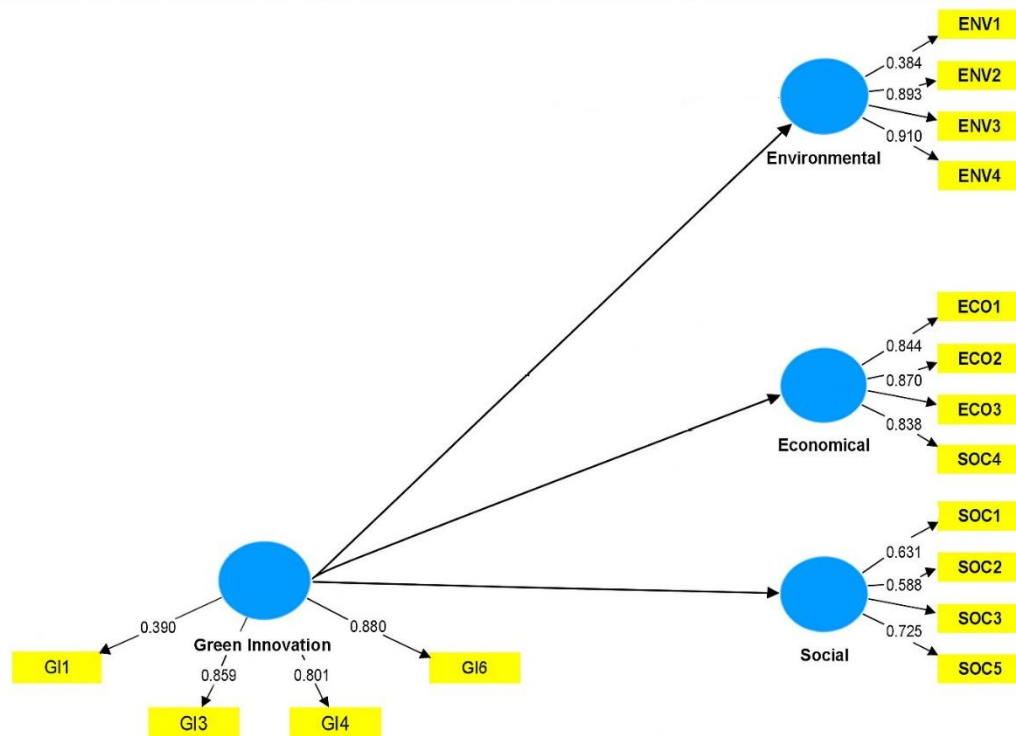 ENV1
0.384
ENV2
0.893
ENV3
0.910
ENV4
Environmental
ECO1
0.844
ECO2
0.870
ECO3
0.838
SOC4
Economical
SOC1
0.631
SOC2
0.588
SOC3
0.725
SOC5
Social
Green Innovation
0.390
0.859
0.801
0.880
GI1
GI3
GI4
GI6